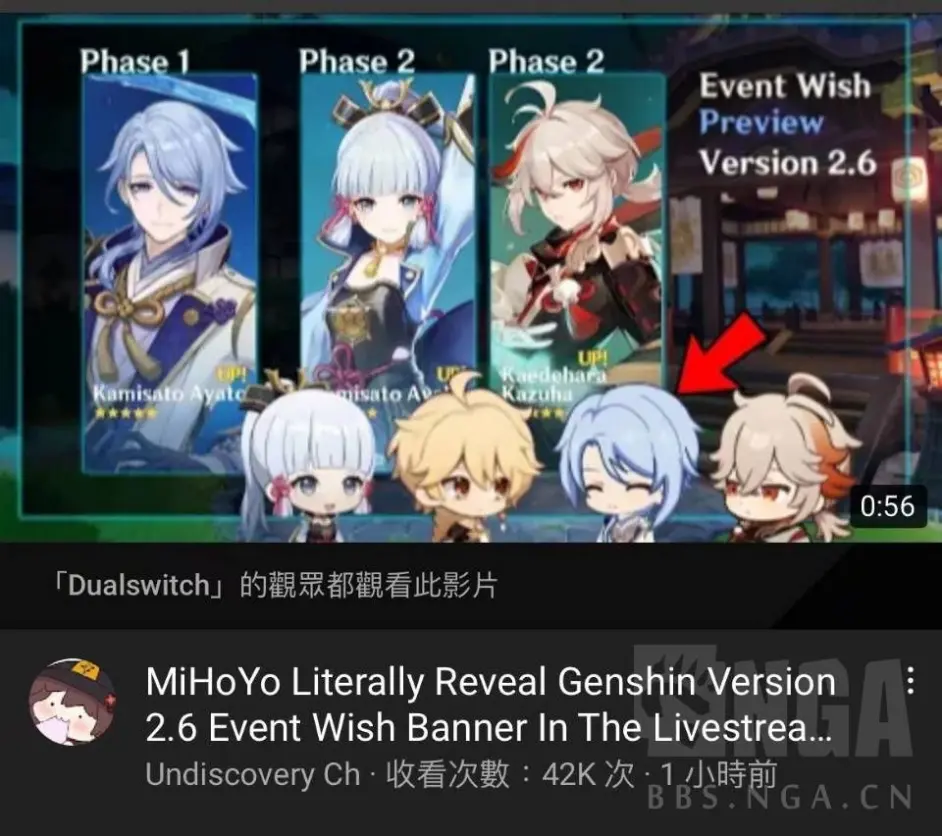 Phase 1
Phase 2
Phase 2
Event Wish
Preview
Version 2.6
UP!
Kamisato Ayato
UP!
misato Ay
UP!
Kaedehara
Kazuha
0:56
「Dualswitch」的觀眾都觀看此影片
MiHoYo Literally Reveal Genshin Version
2.6 Event Wish Banner In The Livestrea...
Undiscovery Ch · 收看次數：42K 次 · 1 小時前
NGA
BBS.NGA.CN